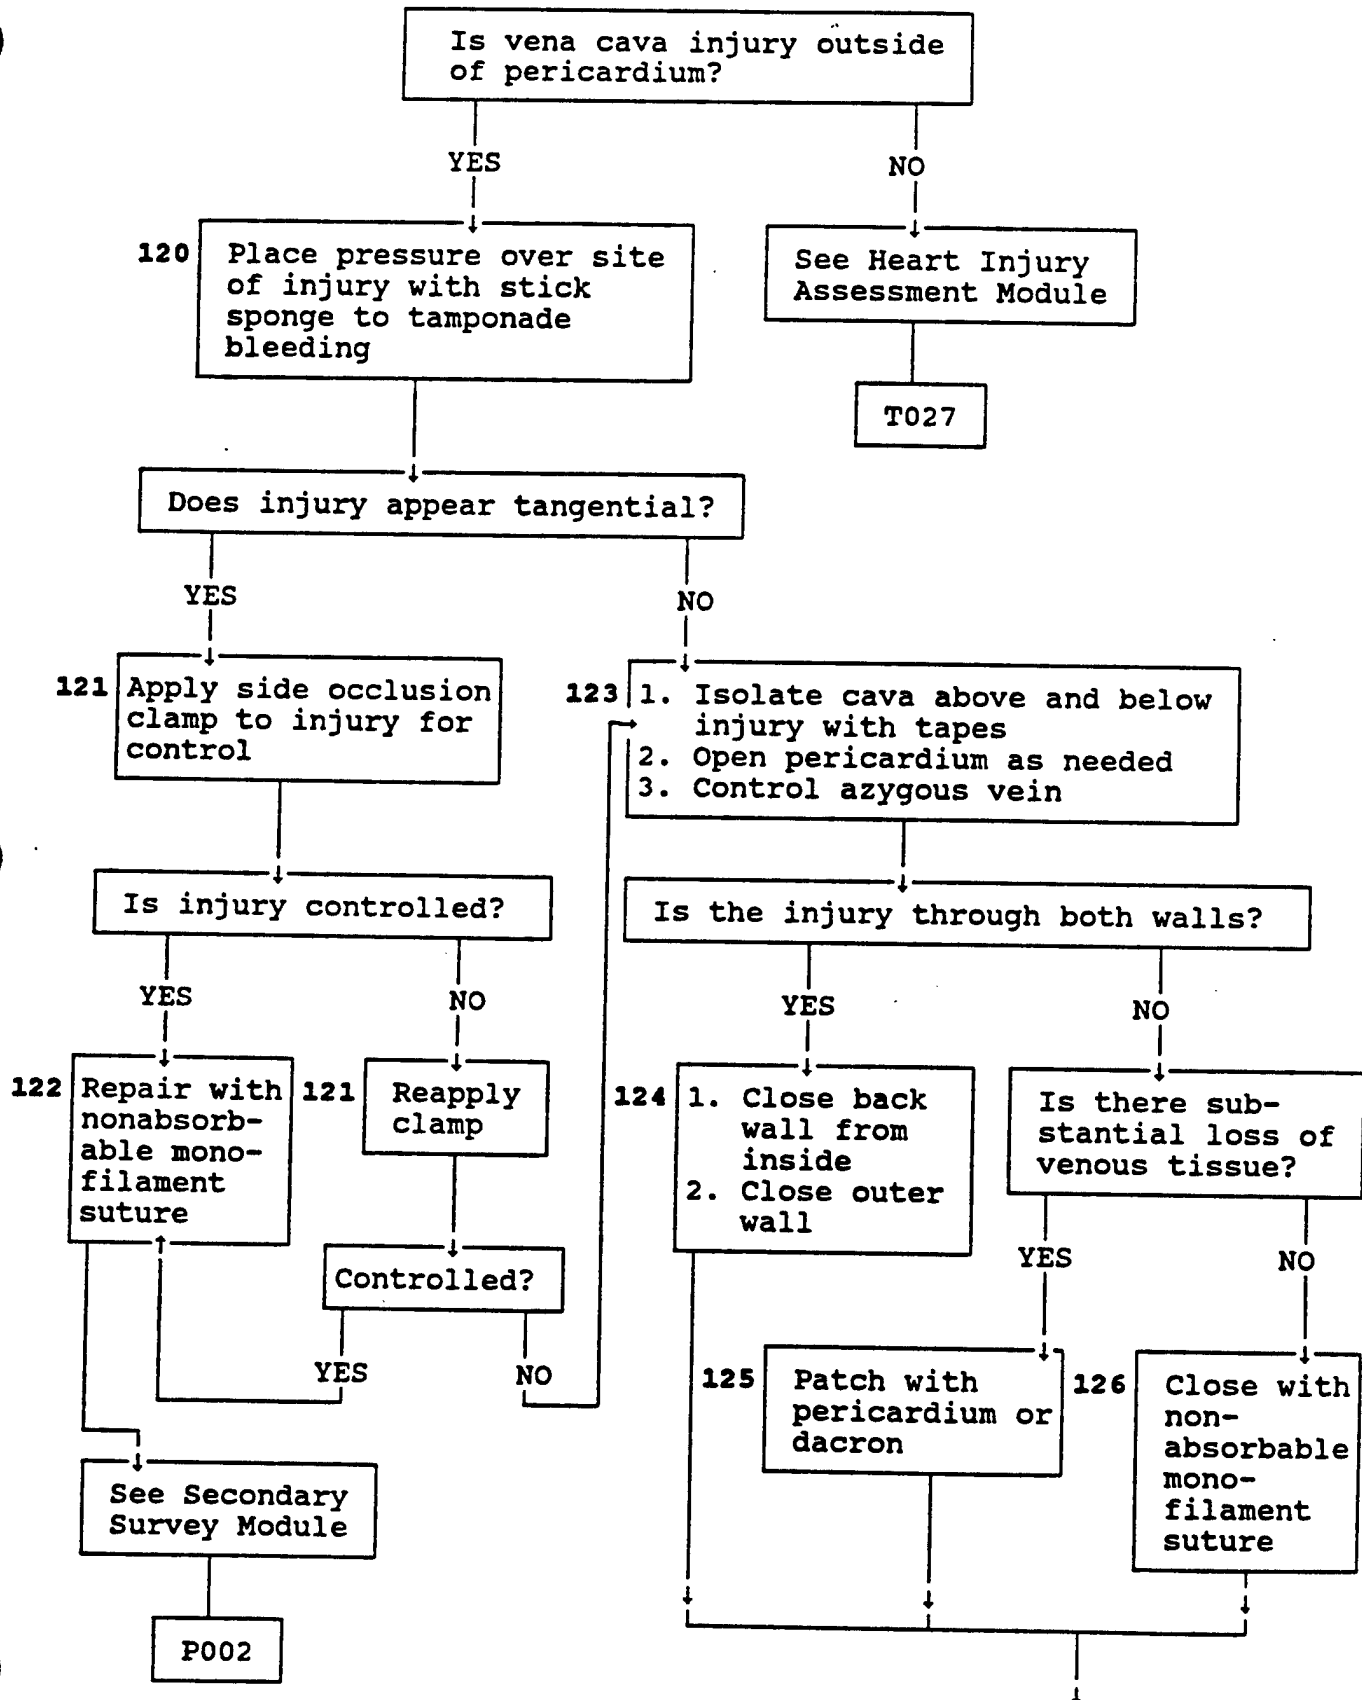 Is vena cava injury outside
of pericardium?
YES
NO
120
Place pressure over site
of injury with stick
sponge to tamponade
bleeding
See Heart Injury
Assessment Module
T027
Does injury appear tangential?
YES
NO
121
Apply side occlusion
clamp to injury for
control
123
1. Isolate cava above and below
injury with tapes
2. Open pericardium as needed
3. Control azygous vein
Is injury controlled?
Is the injury through both walls?
YES
NO
YES
NO
122
Repair with
nonabsorb-
able mono-
filament
suture
121
Reapply
clamp
124
1. Close back
wall from
inside
2. Close outer
wall
Is there sub-
stantial loss of
venous tissue?
Controlled?
YES
NO
YES
NO
125
Patch with
pericardium or
dacron
126
Close with
non-
absorbable
mono-
filament
suture
See Secondary
Survey Module
P002